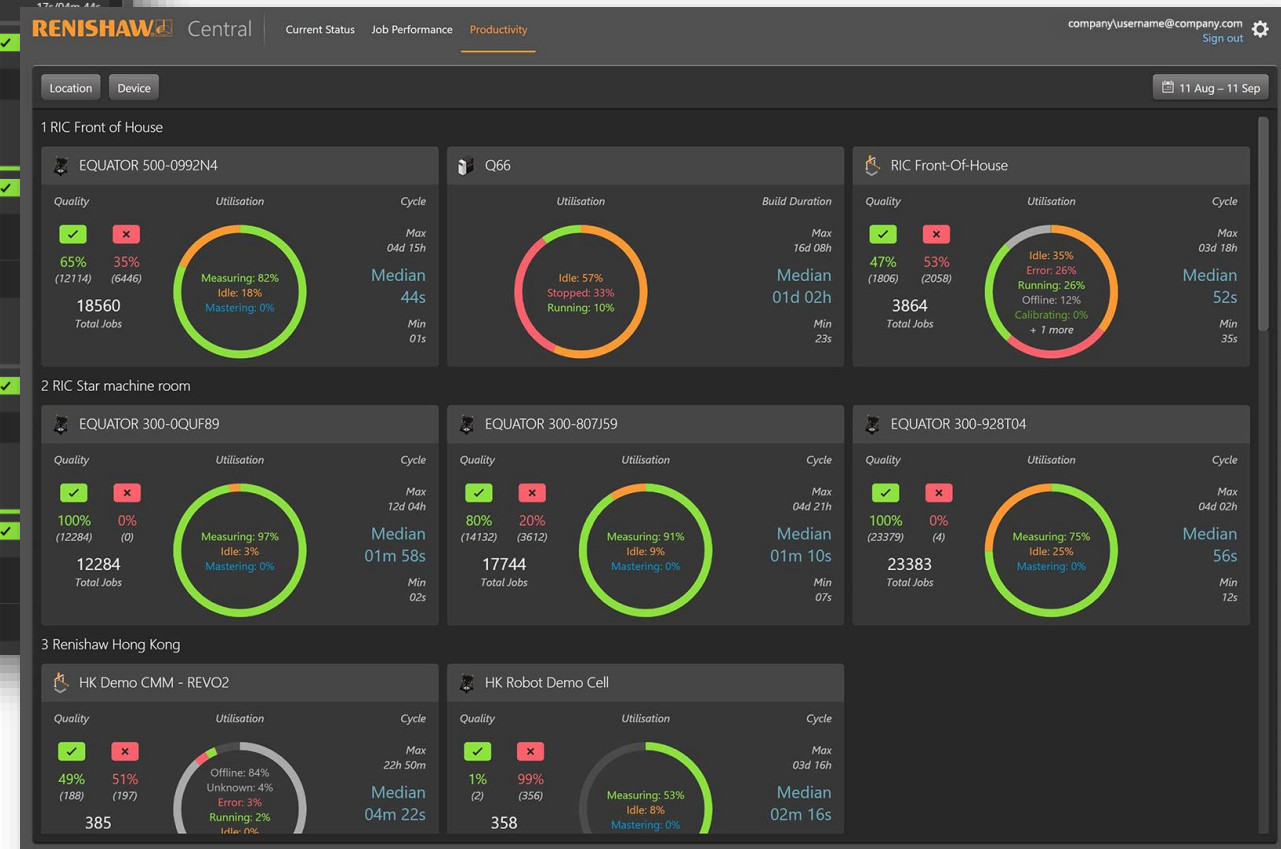 17s/04m 44s
RENISHAW Central
Current Status Job Performance Productivity
company\username@company.com
Sign out
Location Device
11 Aug – 11 Sep
1 RIC Front of House
EQUATOR 500-0992N4
Quality Utilisation Cycle
65% 35%
(12114) (6446)
18560
Total Jobs
Measuring: 82%
Idle: 18%
Mastering: 0%
Max
04d 15h
Median
44s
Min
01s
Q66
Utilisation Build Duration
Idle: 57%
Stopped: 33%
Running: 10%
Max
16d 08h
Median
01d 02h
Min
23s
RIC Front-Of-House
Quality Utilisation Cycle
47% 53%
(1806) (2058)
3864
Total Jobs
Idle: 35%
Error: 26%
Running: 26%
Offline: 12%
Calibrating: 0%
+ 1 more
Max
03d 18h
Median
52s
Min
35s
2 RIC Star machine room
EQUATOR 300-0QUF89
Quality Utilisation Cycle
100% 0%
(12284) (0)
12284
Total Jobs
Measuring: 97%
Idle: 3%
Mastering: 0%
Max
12d 04h
Median
01m 58s
Min
02s
EQUATOR 300-807J59
Quality Utilisation Cycle
80% 20%
(14132) (3612)
17744
Total Jobs
Measuring: 91%
Idle: 9%
Mastering: 0%
Max
04d 21h
Median
01m 10s
Min
07s
EQUATOR 300-928T04
Quality Utilisation Cycle
100% 0%
(23379) (4)
23383
Total Jobs
Measuring: 75%
Idle: 25%
Mastering: 0%
Max
04d 02h
Median
56s
Min
12s
3 Renishaw Hong Kong
HK Demo CMM - REVO2
Quality Utilisation Cycle
49% 51%
(188) (197)
385
Offline: 84%
Unknown: 4%
Error: 3%
Running: 2%
Idle: 0%
Max
22h 50m
Median
04m 22s
HK Robot Demo Cell
Quality Utilisation Cycle
1% 99%
(2) (356)
358
Measuring: 53%
Idle: 8%
Mastering: 0%
Max
03d 16h
Median
02m 16s